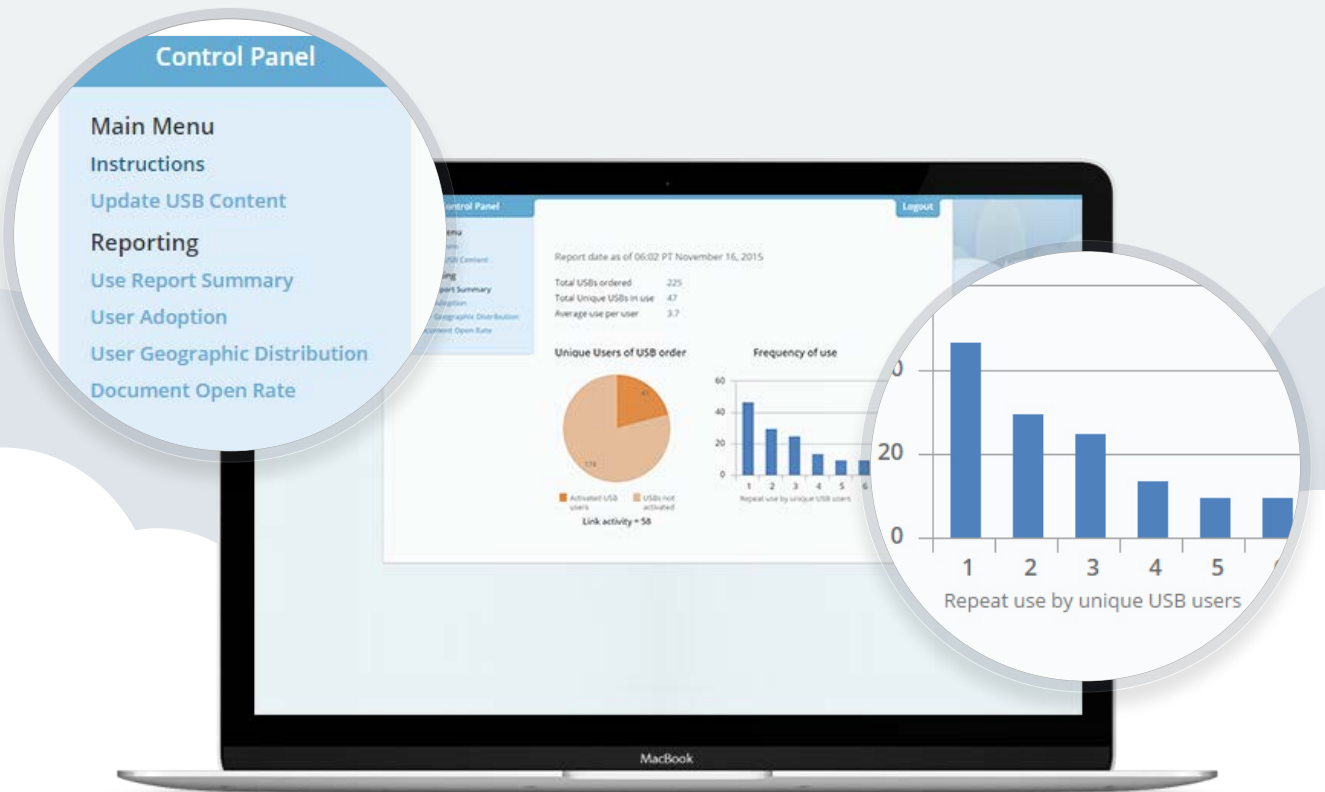 Control Panel
Main Menu
Instructions
Update USB Content
Reporting
Use Report Summary
User Adoption
User Geographic Distribution
Document Open Rate
Control Panel
Logout
Report date as of 06:02 PT November 16, 2015
Total USBs ordered 225
Total Unique USBs in use 47
Average use per user 3.7
Unique Users of USB order
Frequency of use
60
40
20
0
1 2 3 4 5 6
Repeat use by unique USB users
178
Activated USB users
USBs not activated
Link activity = 58
20
0
1 2 3 4 5
Repeat use by unique USB users
MacBook